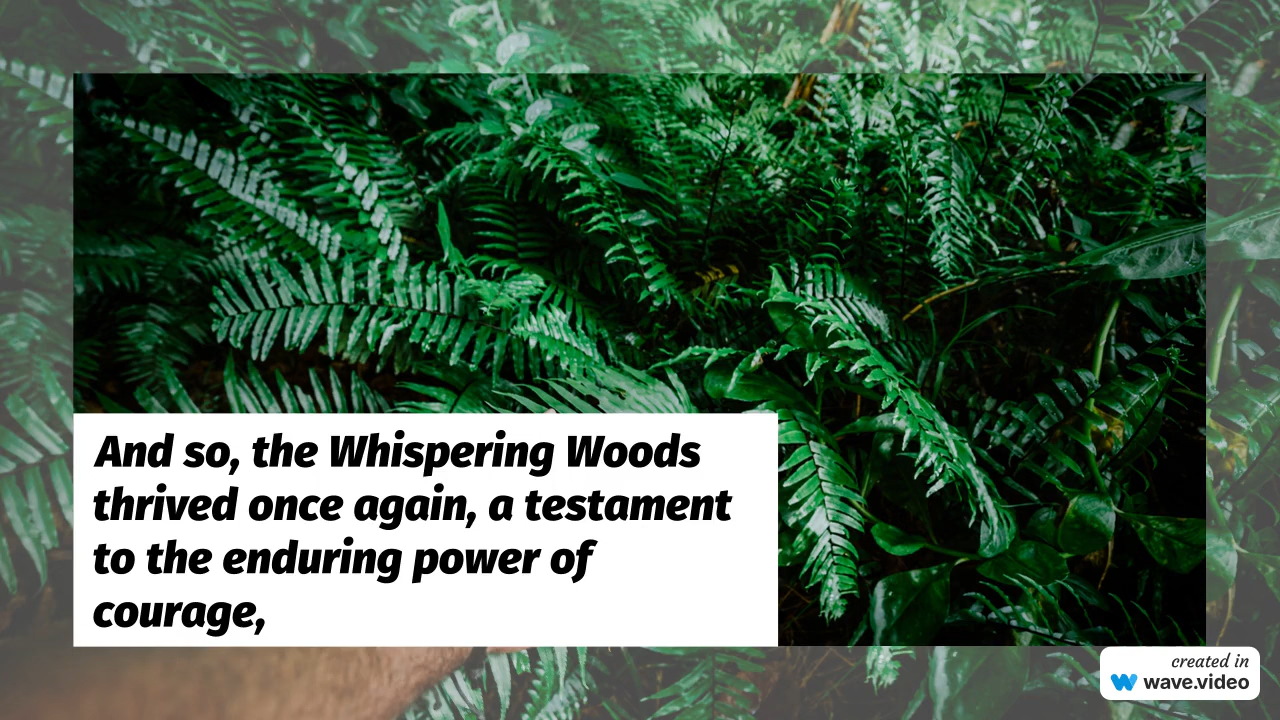 And so, the Whispering Woods
thrived once again, a testament
to the enduring power of
courage,
created in
wave.video